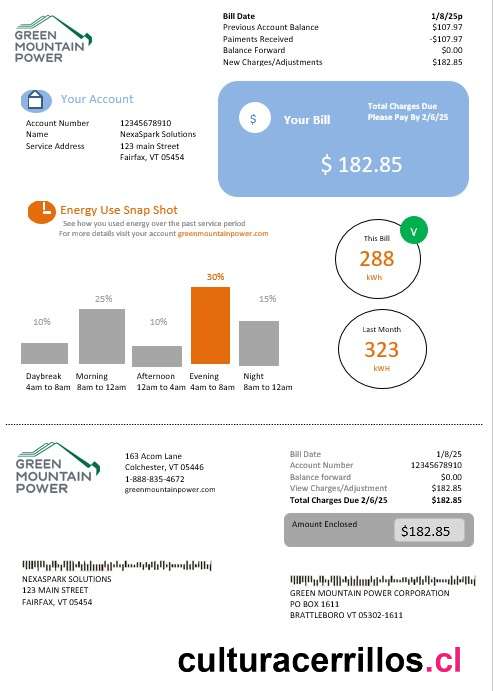 GREEN
MOUNTAIN
POWER
Bill Date 1/8/25p
Previous Account Balance $107.97
Paiments Received -$107.97
Balance Forward $0.00
New Charges/Adjustments $182.85
Your Account
Account Number 12345678910
Name NexaSpark Solutions
Service Address 123 main Street
Fairfax, VT 05454
$ Your Bill
Total Charges Due
Please Pay By 2/6/25
$ 182.85
Energy Use Snap Shot
See how you used energy over the past service period
For more details visit your account greenmountainpower.com
This Bill
V
288
kWh
Last Month
323
kWH
10% 25% 10% 30% 15%
Daybreak Morning Afternoon Evening Night
4am to 8am 8am to 12am 12am to 4am 4am to 8am 8am to 12am
GREEN
MOUNTAIN
POWER
163 Acom Lane
Colchester, VT 05446
1-888-835-4672
greenmountainpower.com
Bill Date 1/8/25
Account Number 12345678910
Balance forward $0.00
View Charges/Adjustment $182.85
Total Charges Due 2/6/25 $182.85
Amount Enclosed $182.85
NEXASPARK SOLUTIONS
123 MAIN STREET
FAIRFAX, VT 05454
GREEN MOUNTAIN POWER CORPORATION
PO BOX 1611
BRATTLEBORO VT 05302-1611
culturacerrillos.cl